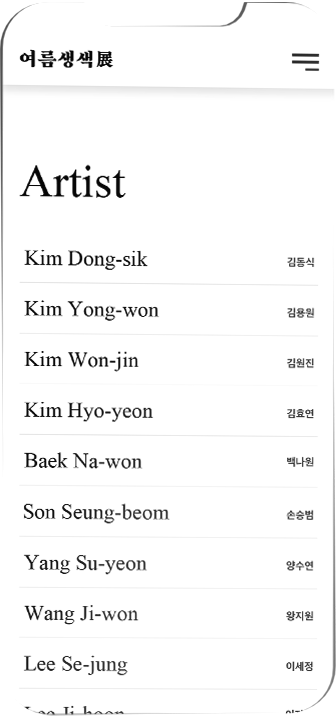 여름생색展
Artist
Kim Dong-sik 김동식
Kim Yong-won 김용원
Kim Won-jin 김원진
Kim Hyo-yeon 김효연
Baek Na-won 백나원
Son Seung-beom 손승범
Yang Su-yeon 양수연
Wang Ji-won 왕지원
Lee Se-jung 이세정